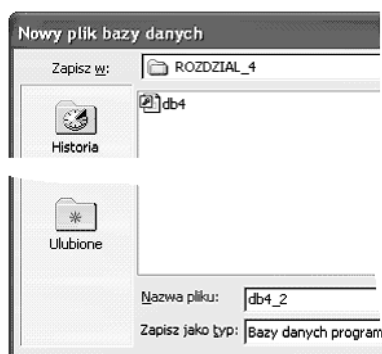 Nowy plik bazy danych
Zapisz w: ROZDZIAL_4
db4
Historia
Ulubione
Nazwa pliku: db4_2
Zapisz jako typ: Bazy danych program